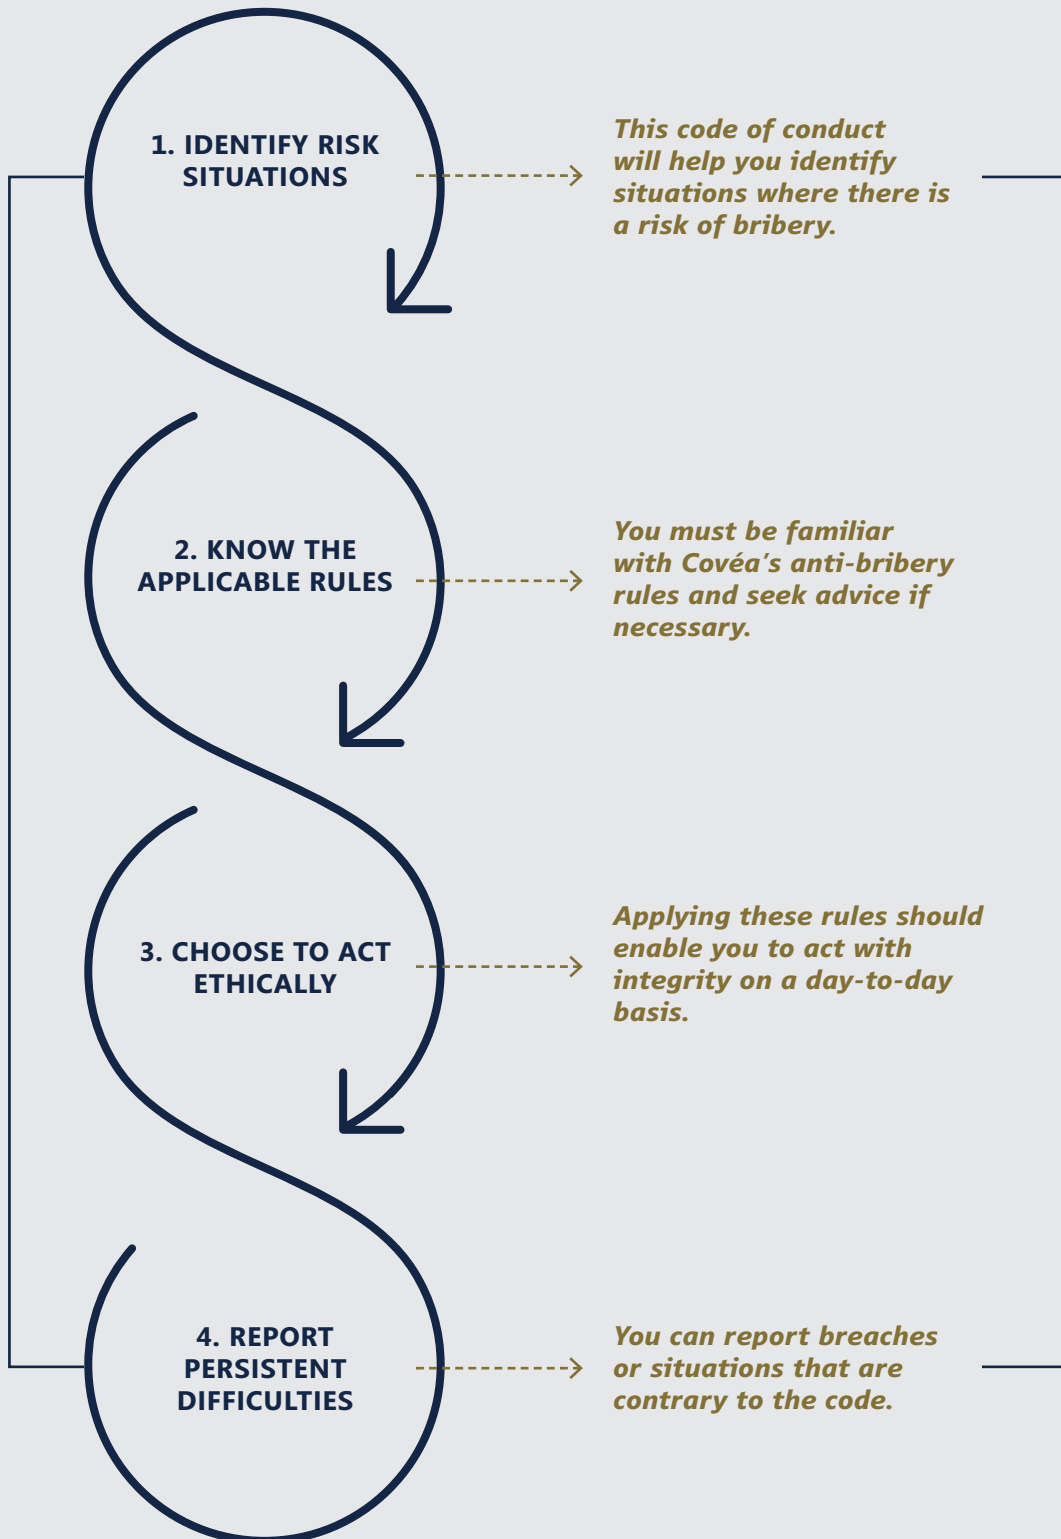 1. IDENTIFY RISK
SITUATIONS
This code of conduct
will help you identify
situations where there is
a risk of bribery.
2. KNOW THE
APPLICABLE RULES
You must be familiar
with Covéa’s anti-bribery
rules and seek advice if
necessary.
3. CHOOSE TO ACT
ETHICALLY
Applying these rules should
enable you to act with
integrity on a day-to-day
basis.
4. REPORT
PERSISTENT
DIFFICULTIES
You can report breaches
or situations that are
contrary to the code.